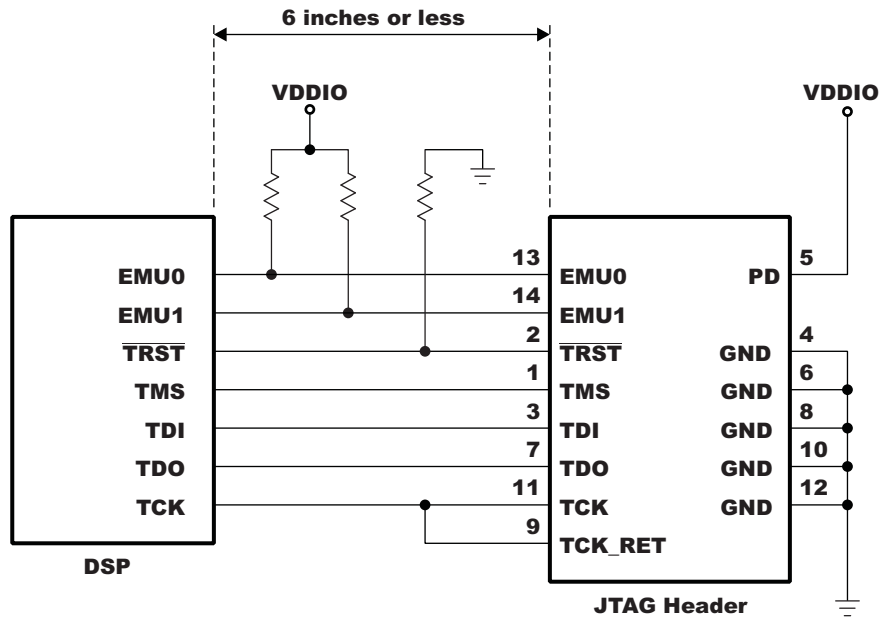 6 inches or less
VDDIO
VDDIO
13
5
EMU0
EMU0
PD
14
EMU1
EMU1
2
4
TRST
TRST
GND
1
6
TMS
TMS
GND
3
8
TDI
TDI
GND
7
10
TDO
TDO
GND
11
12
TCK
TCK
GND
9
TCK_RET
DSP
JTAG Header